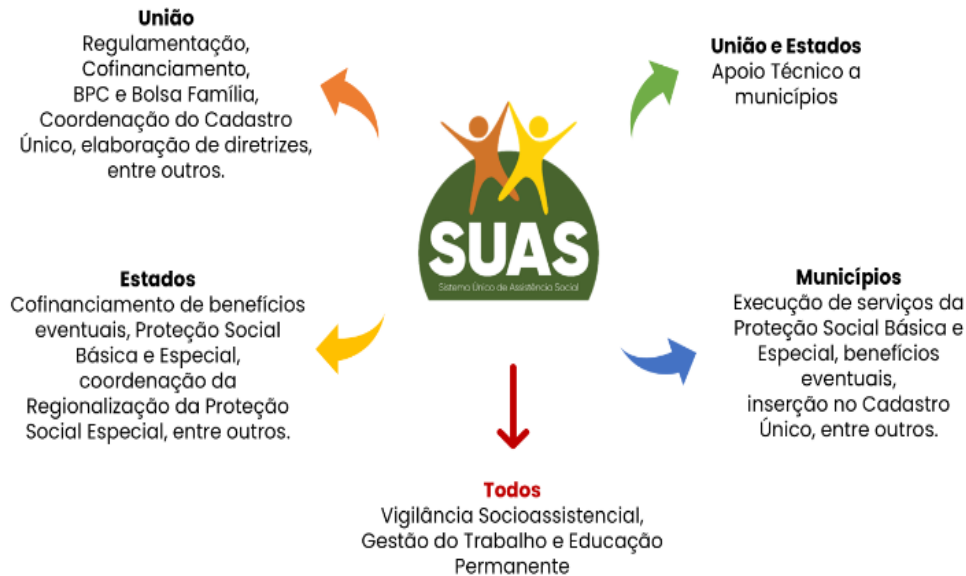 União
Regulamentação,
Cofinanciamento,
BPC e Bolsa Família,
Coordenação do Cadastro
Único, elaboração de diretrizes,
entre outros.
União e Estados
Apoio Técnico a
municípios
SUAS
Sistema Único de Assistência Social
Estados
Cofinanciamento de benefícios
eventuais, Proteção Social
Básica e Especial,
coordenação da
Regionalização da Proteção
Social Especial, entre outros.
Municípios
Execução de serviços da
Proteção Social Básica e
Especial, benefícios
eventuais,
inserção no Cadastro
Único, entre outros.
Todos
Vigilância Socioassistencial,
Gestão do Trabalho e Educação
Permanente